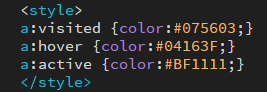 <style>
a:visited {color:#075603;}
a:hover {color:#04163F;}
a:active {color:#BF1111;}
</style>